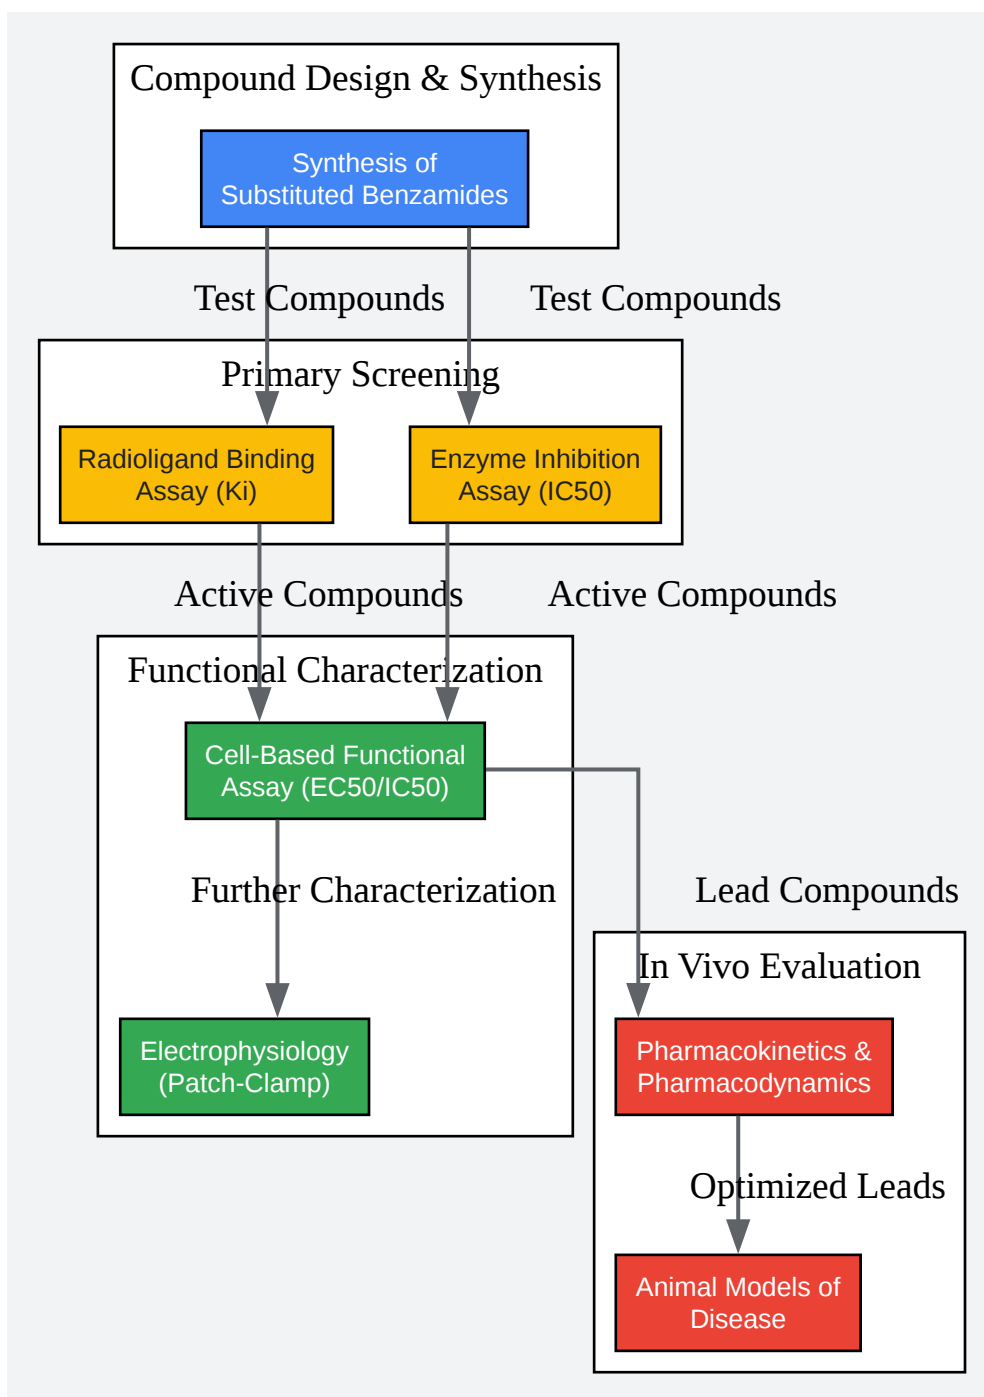 Compound Design & Synthesis
Synthesis of
Substituted Benzamides
Test Compounds
Test Compounds
Primary Screening
Radioligand Binding
Assay (Ki)
Enzyme Inhibition
Assay (IC50)
Active Compounds
Active Compounds
Functional Characterization
Cell-Based Functional
Assay (EC50/IC50)
Further Characterization
Lead Compounds
In Vivo Evaluation
Electrophysiology
(Patch-Clamp)
Pharmacokinetics &
Pharmacodynamics
Optimized Leads
Animal Models of
Disease